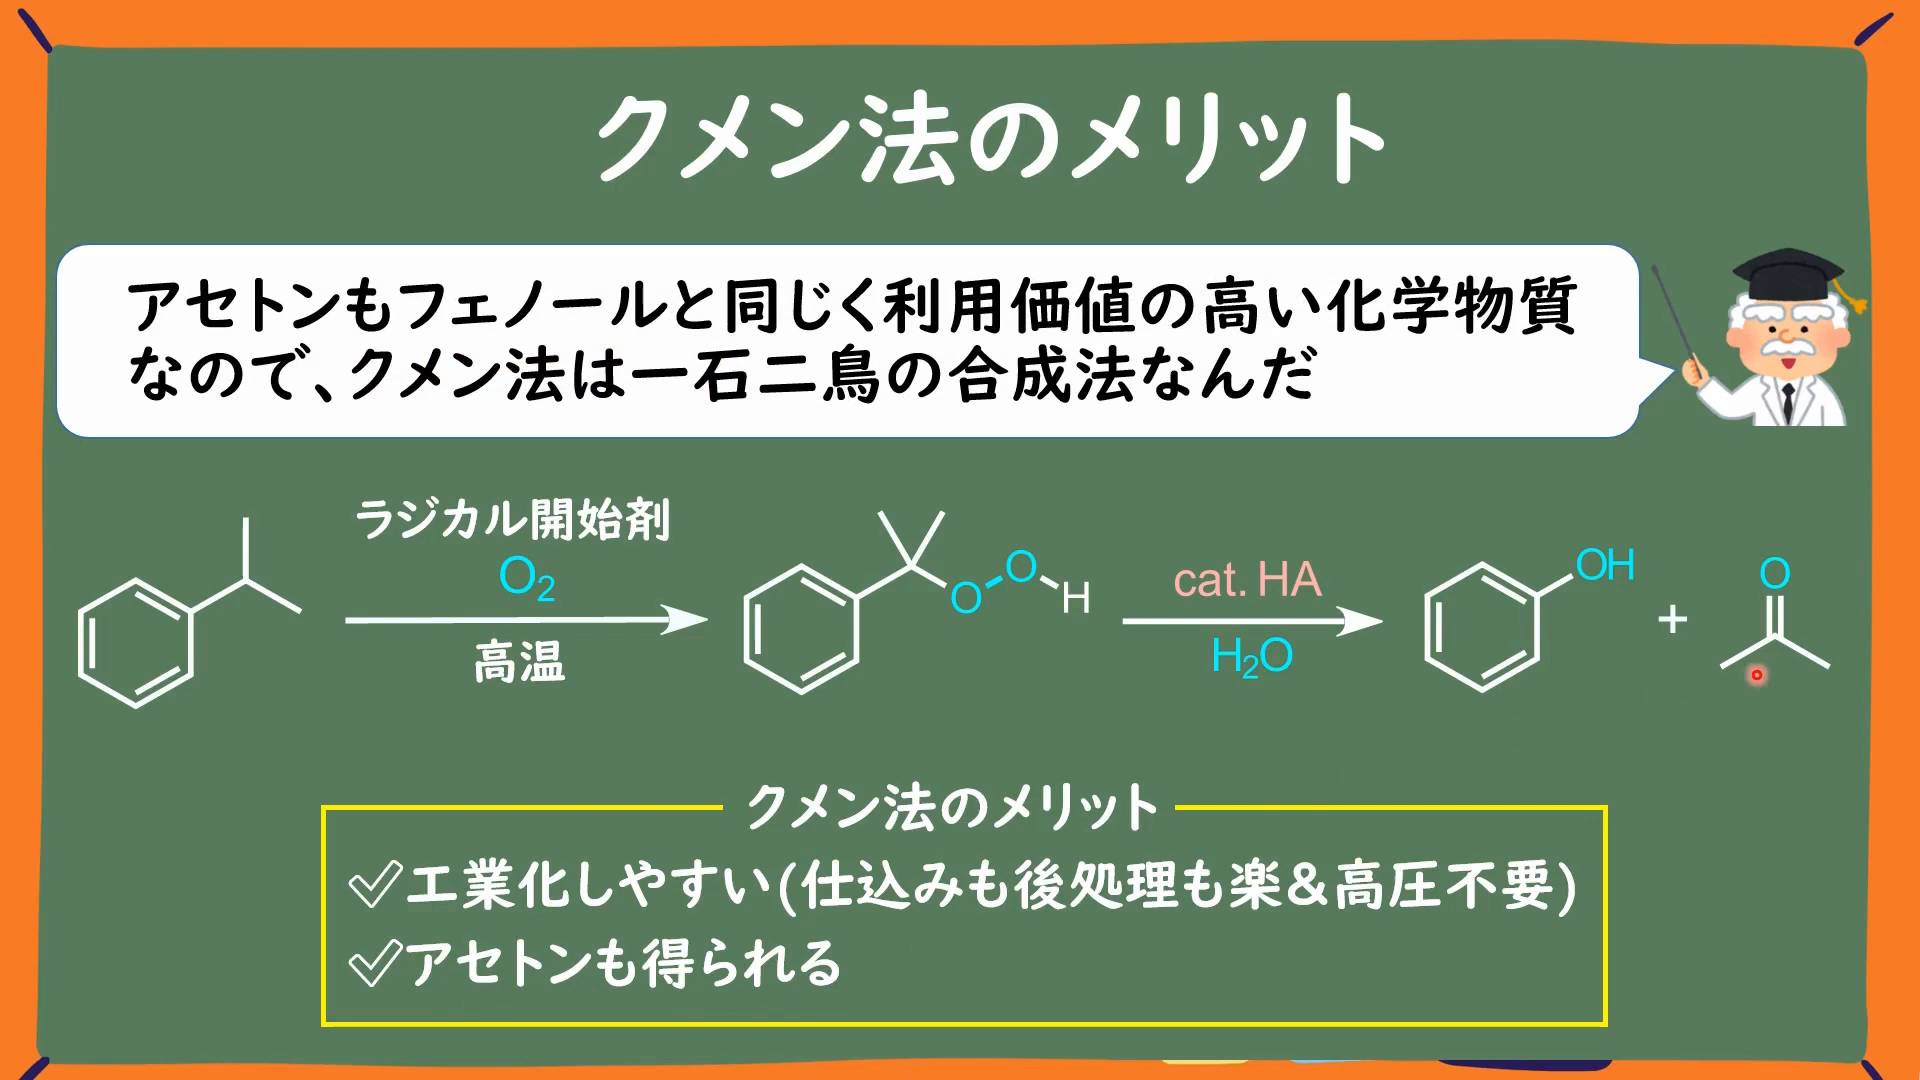 クメン法のメリット
アセトンもフェノールと同じく利用価値の高い化学物質
なので、クメン法は一石二鳥の合成法なんだ
ラジカル開始剤
O2
高温
O O H
cat. HA
H2O
OH
+
O
クメン法のメリット
✓工業化しやすい(仕込みも後処理も楽&高圧不要)
✓アセトンも得られる